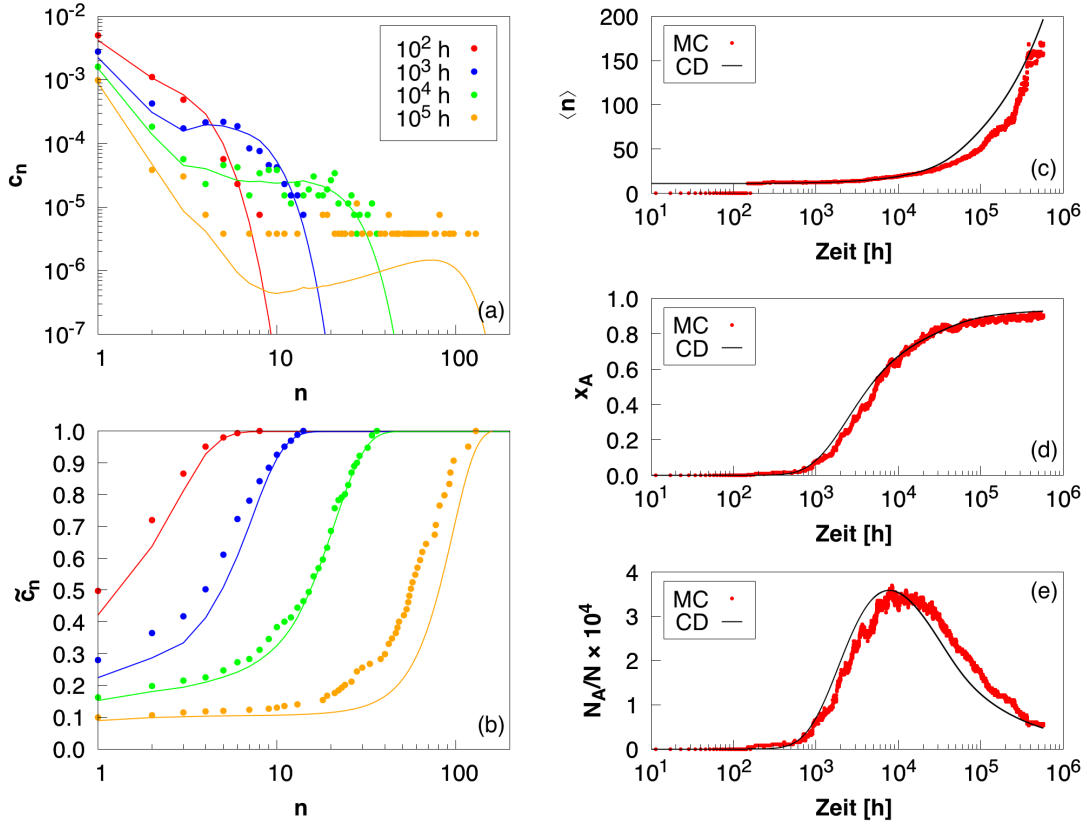 10^-2
10^-3
10^-4
10^-5
10^-6
10^-7
c_n
10^2 h
10^3 h
10^4 h
10^5 h
(a)
1 10 100
n
1.0
0.9
0.8
0.7
0.6
0.5
0.4
0.3
0.2
0.1
0.0
c̃_n
(b)
1 10 100
n
200
150
100
50
0
⟨n⟩
MC
CD
(c)
10^1 10^2 10^3 10^4 10^5 10^6
Zeit [h]
1.0
0.8
0.6
0.4
0.2
0.0
x_A
MC
CD
(d)
10^1 10^2 10^3 10^4 10^5 10^6
Zeit [h]
4
3
2
1
0
N_A/N × 10^4
MC
CD
(e)
10^1 10^2 10^3 10^4 10^5 10^6
Zeit [h]